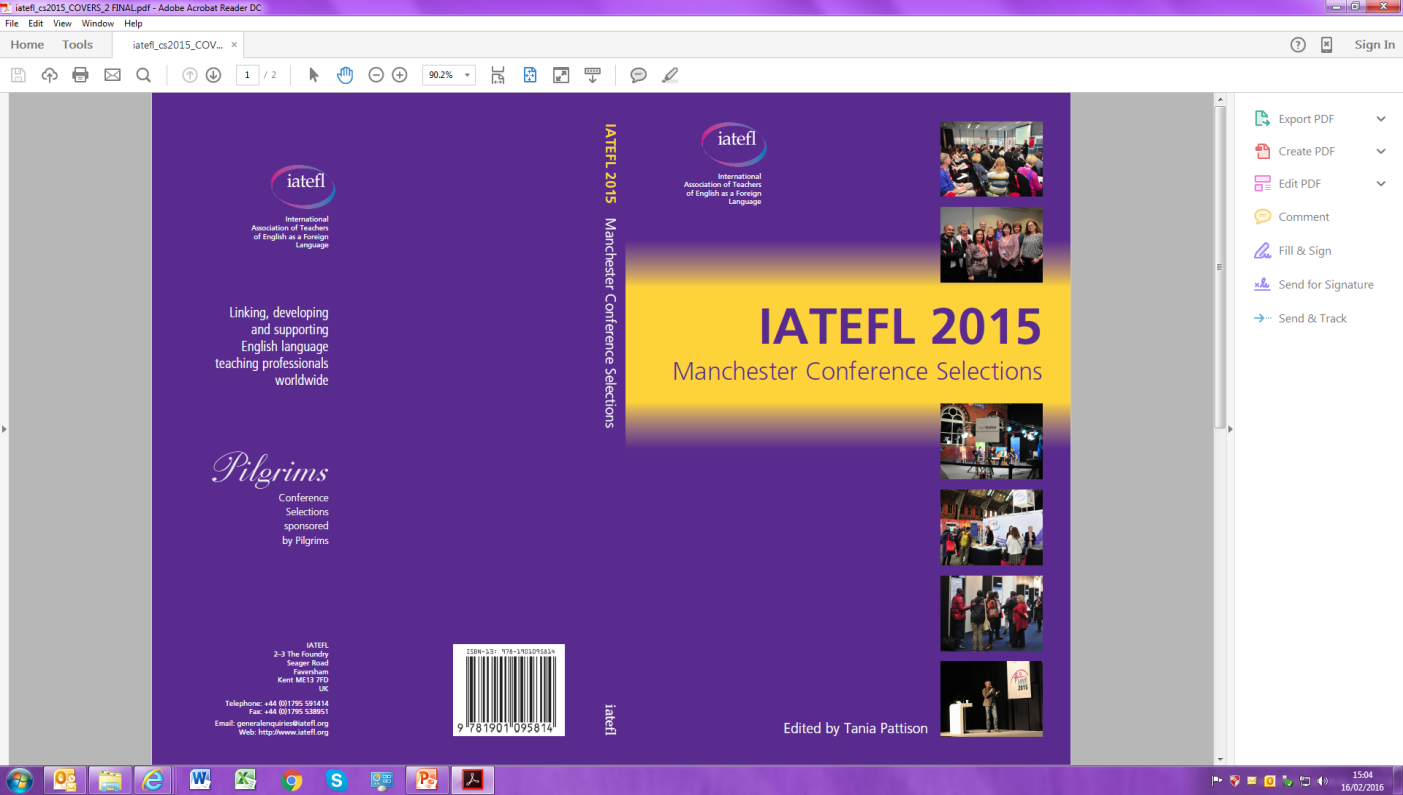 iatefl_cs2015_COVERS_2 FINAL.pdf - Adobe Acrobat Reader DC
File Edit View Window Help
Home Tools iatefl_cs2015_COV... × Sign In
1 / 2 90.2%
iatefl
International
Association of Teachers
of English as a Foreign
Language
Linking, developing
and supporting
English language
teaching professionals
worldwide
Pilgrims
Conference
Selections
sponsored
by Pilgrims
IATEFL
2–3 The Foundry
Seager Road
Faversham
Kent ME13 7FD
UK
Telephone: +44 (0)1795 591414
Fax: +44 (0)1795 538951
Email: generalenquiries@iatefl.org
Web: http://www.iatefl.org
ISBN-13: 978-1901095814
9 781901 095814
IATEFL 2015 Manchester Conference Selections
iatefl
iatefl
International
Association of Teachers
of English as a Foreign
Language
IATEFL 2015
Manchester Conference Selections
2015
Edited by Tania Pattison
Export PDF
Create PDF
Edit PDF
Comment
Fill & Sign
Send for Signature
Send & Track
15:04
16/02/2016